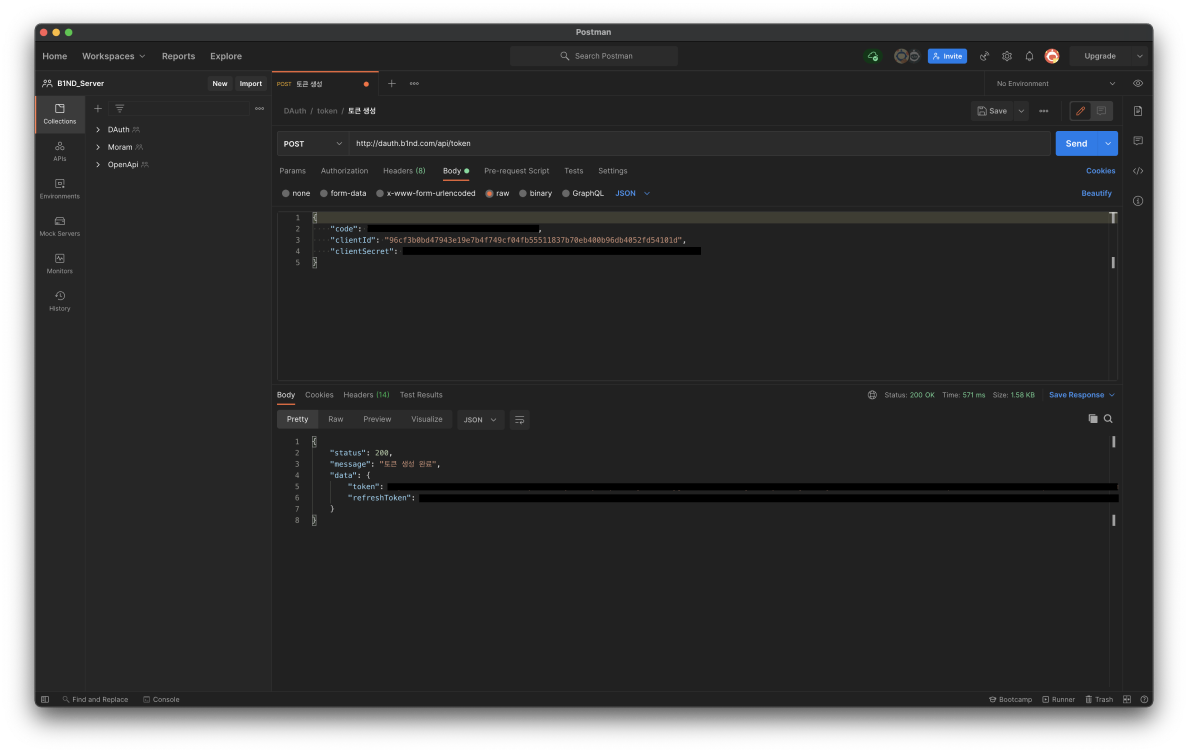 Postman
Home Workspaces Reports Explore
Search Postman
Invite
Upgrade
B1ND_Server
New Import
POST 토큰 생성
No Environment
Collections
APIs
Environments
Mock Servers
Monitors
History
DAuth
Moram
OpenApi
DAuth / token / 토큰 생성
Save
POST http://dauth.b1nd.com/api/token
Send
Params Authorization Headers (8) Body Pre-request Script Tests Settings
Cookies
none form-data x-www-form-urlencoded raw binary GraphQL JSON
Beautify
1 {
2 "code": ,
3 "clientId": "96cf3b0bd47943e19e7b4f749cf04fb55511837b70eb400b96db4052fd54101d",
4 "clientSecret":
5 }
Body Cookies Headers (14) Test Results
Status: 200 OK Time: 571 ms Size: 1.58 KB Save Response
Pretty Raw Preview Visualize JSON
1 {
2 "status": 200,
3 "message": "토큰 생성 완료",
4 "data": {
5 "token":
6 "refreshToken":
7 }
8 }
Find and Replace Console
Bootcamp Runner Trash